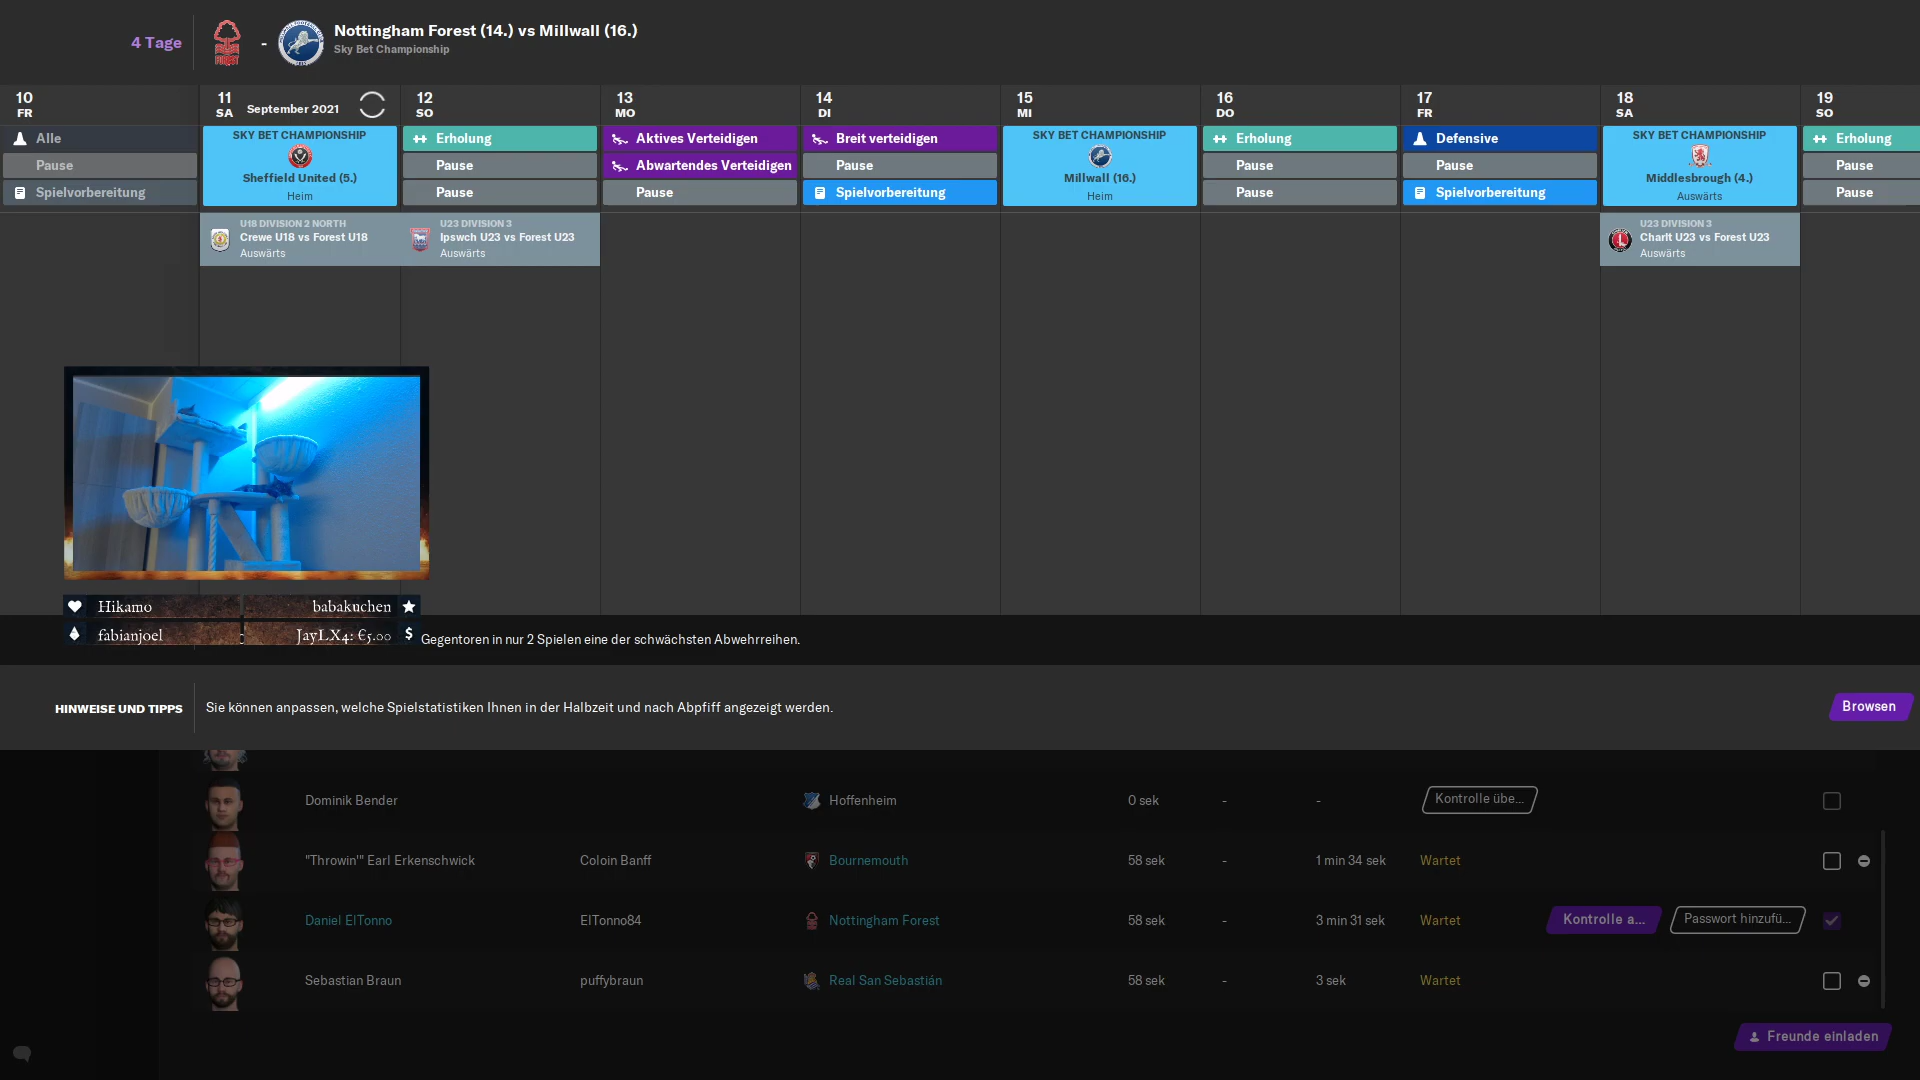 4 Tage
-
Nottingham Forest (14.) vs Millwall (16.)
Sky Bet Championship
10
FR
11
SA
September 2021
12
SO
13
MO
14
DI
15
MI
16
DO
17
FR
18
SA
19
SO
Alle
Pause
Spielvorbereitung
SKY BET CHAMPIONSHIP
Sheffield United (5.)
Heim
Erholung
Pause
Pause
Aktives Verteidigen
Abwartendes Verteidigen
Pause
Breit verteidigen
Pause
Spielvorbereitung
SKY BET CHAMPIONSHIP
Millwall (16.)
Heim
Erholung
Pause
Pause
Defensive
Pause
Spielvorbereitung
SKY BET CHAMPIONSHIP
Middlesbrough (4.)
Auswärts
Erholung
Pause
Pause
U18 DIVISION 2 NORTH
Crewe U18 vs Forest U18
Auswärts
U23 DIVISION 3
Ipswch U23 vs Forest U23
Auswärts
U23 DIVISION 3
Charlt U23 vs Forest U23
Auswärts
Hikamo
babakuchen
fabianjoel
JayLX4: €5.00
Gegentoren in nur 2 Spielen eine der schwächsten Abwehrreihen.
HINWEISE UND TIPPS
Sie können anpassen, welche Spielstatistiken Ihnen in der Halbzeit und nach Abpfiff angezeigt werden.
Browsen
Dominik Bender Hoffenheim 0 sek - - Kontrolle übe...
"Throwin'" Earl Erkenschwick Coloin Banff Bournemouth 58 sek - 1 min 34 sek Wartet
Daniel ElTonno ElTonno84 Nottingham Forest 58 sek - 3 min 31 sek Wartet Kontrolle a... Passwort hinzufü...
Sebastian Braun puffybraun Real San Sebastián 58 sek - 3 sek Wartet
Freunde einladen